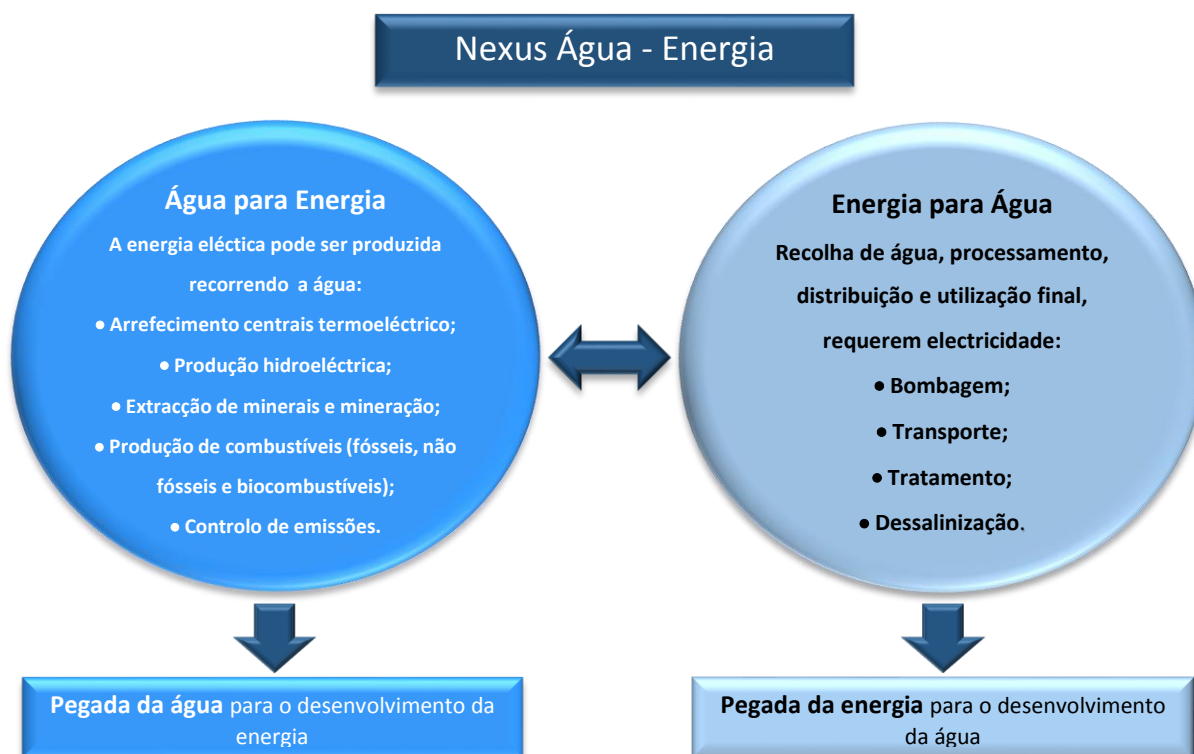 Nexus Água - Energia
Água para Energia
A energia eléctica pode ser produzida
recorrendo a água:
• Arrefecimento centrais termoeléctrico;
• Produção hidroeléctrica;
• Extracção de minerais e mineração;
• Produção de combustíveis (fósseis, não
fósseis e biocombustíveis);
• Controlo de emissões.
Energia para Água
Recolha de água, processamento,
distribuição e utilização final,
requerem electricidade:
• Bombagem;
• Transporte;
• Tratamento;
• Dessalinização.
Pegada da água para o desenvolvimento da
energia
Pegada da energia para o desenvolvimento
da água